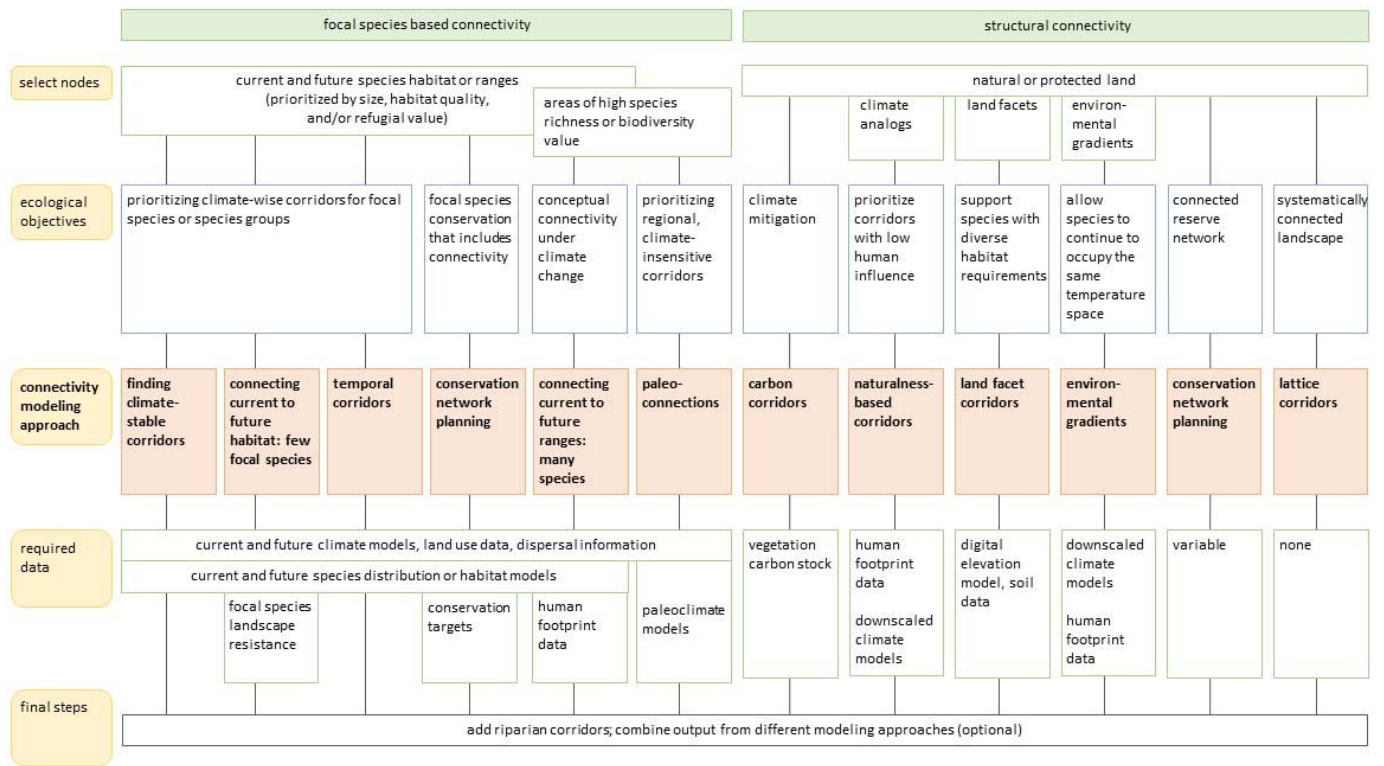 focal species based connectivity
structural connectivity
select nodes
current and future species habitat or ranges
(prioritized by size, habitat quality,
and/or refugial value)
areas of high species
richness or biodiversity
value
natural or protected land
climate
analogs
land facets
environ-
mental
gradients
ecological
objectives
prioritizing climate-wise corridors for focal
species or species groups
focal species
conservation
that includes
connectivity
conceptual
connectivity
under
climate
change
prioritizing
regional,
climate-
insensitive
corridors
climate
mitigation
prioritize
corridors
with low
human
influence
support
species with
diverse
habitat
requirements
allow
species to
continue to
occupy the
same
temperature
space
connected
reserve
network
systematically
connected
landscape
connectivity
modeling
approach
finding
climate-
stable
corridors
connecting
current to
future
habitat: few
focal species
temporal
corridors
conservation
network
planning
connecting
current to
future
ranges:
many
species
paleo-
connections
carbon
corridors
naturalness-
based
corridors
land facet
corridors
environ-
mental
gradients
conservation
network
planning
lattice
corridors
required
data
current and future climate models, land use data, dispersal information
current and future species distribution or habitat models
focal species
landscape
resistance
conservation
targets
human
footprint
data
paleoclimate
models
vegetation
carbon stock
human
footprint
data
downscaled
climate
models
digital
elevation
model, soil
data
downscaled
climate
models
human
footprint
data
variable
none
final steps
add riparian corridors; combine output from different modeling approaches (optional)